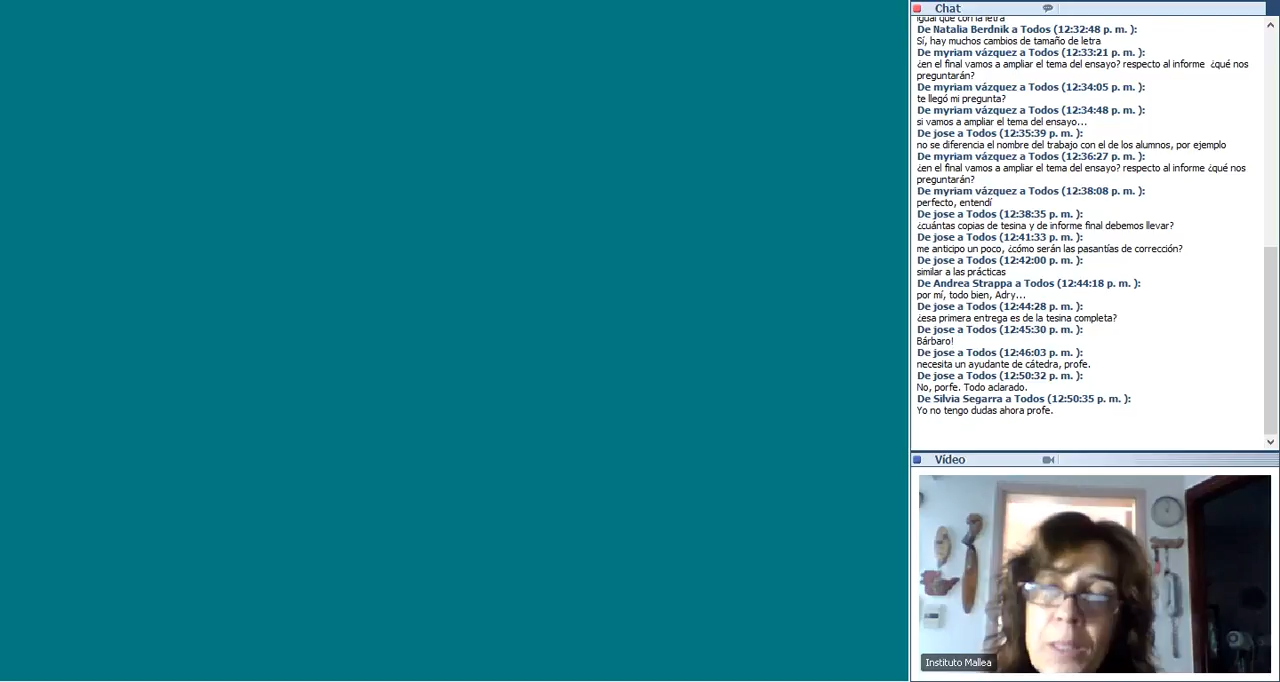 Chat
igual que con la letra
De Natalia Berdnik a Todos (12:32:48 p. m. ):
Sí, hay muchos cambios de tamaño de letra
De myriam vázquez a Todos (12:33:21 p. m. ):
¿en el final vamos a ampliar el tema del ensayo? respecto al informe ¿qué nos
preguntarán?
De myriam vázquez a Todos (12:34:05 p. m. ):
te llegó mi pregunta?
De myriam vázquez a Todos (12:34:48 p. m. ):
si vamos a ampliar el tema del ensayo...
De jose a Todos (12:35:39 p. m. ):
no se diferencia el nombre del trabajo con el de los alumnos, por ejemplo
De myriam vázquez a Todos (12:36:27 p. m. ):
¿en el final vamos a ampliar el tema del ensayo? respecto al informe ¿qué nos
preguntarán?
De myriam vázquez a Todos (12:38:08 p. m. ):
perfecto, entendí
De jose a Todos (12:38:35 p. m. ):
¿cuántas copias de tesina y de informe final debemos llevar?
De jose a Todos (12:41:33 p. m. ):
me anticipo un poco, ¿cómo serán las pasantías de corrección?
De jose a Todos (12:42:00 p. m. ):
similar a las prácticas
De Andrea Strappa a Todos (12:44:18 p. m. ):
por mí, todo bien, Adry...
De jose a Todos (12:44:28 p. m. ):
¿esa primera entrega es de la tesina completa?
De jose a Todos (12:45:30 p. m. ):
Bárbaro!
De jose a Todos (12:46:03 p. m. ):
necesita un ayudante de cátedra, profe.
De jose a Todos (12:50:32 p. m. ):
No, porfe. Todo aclarado.
De Silvia Segarra a Todos (12:50:35 p. m. ):
Yo no tengo dudas ahora profe.
Vídeo
Instituto Mallea